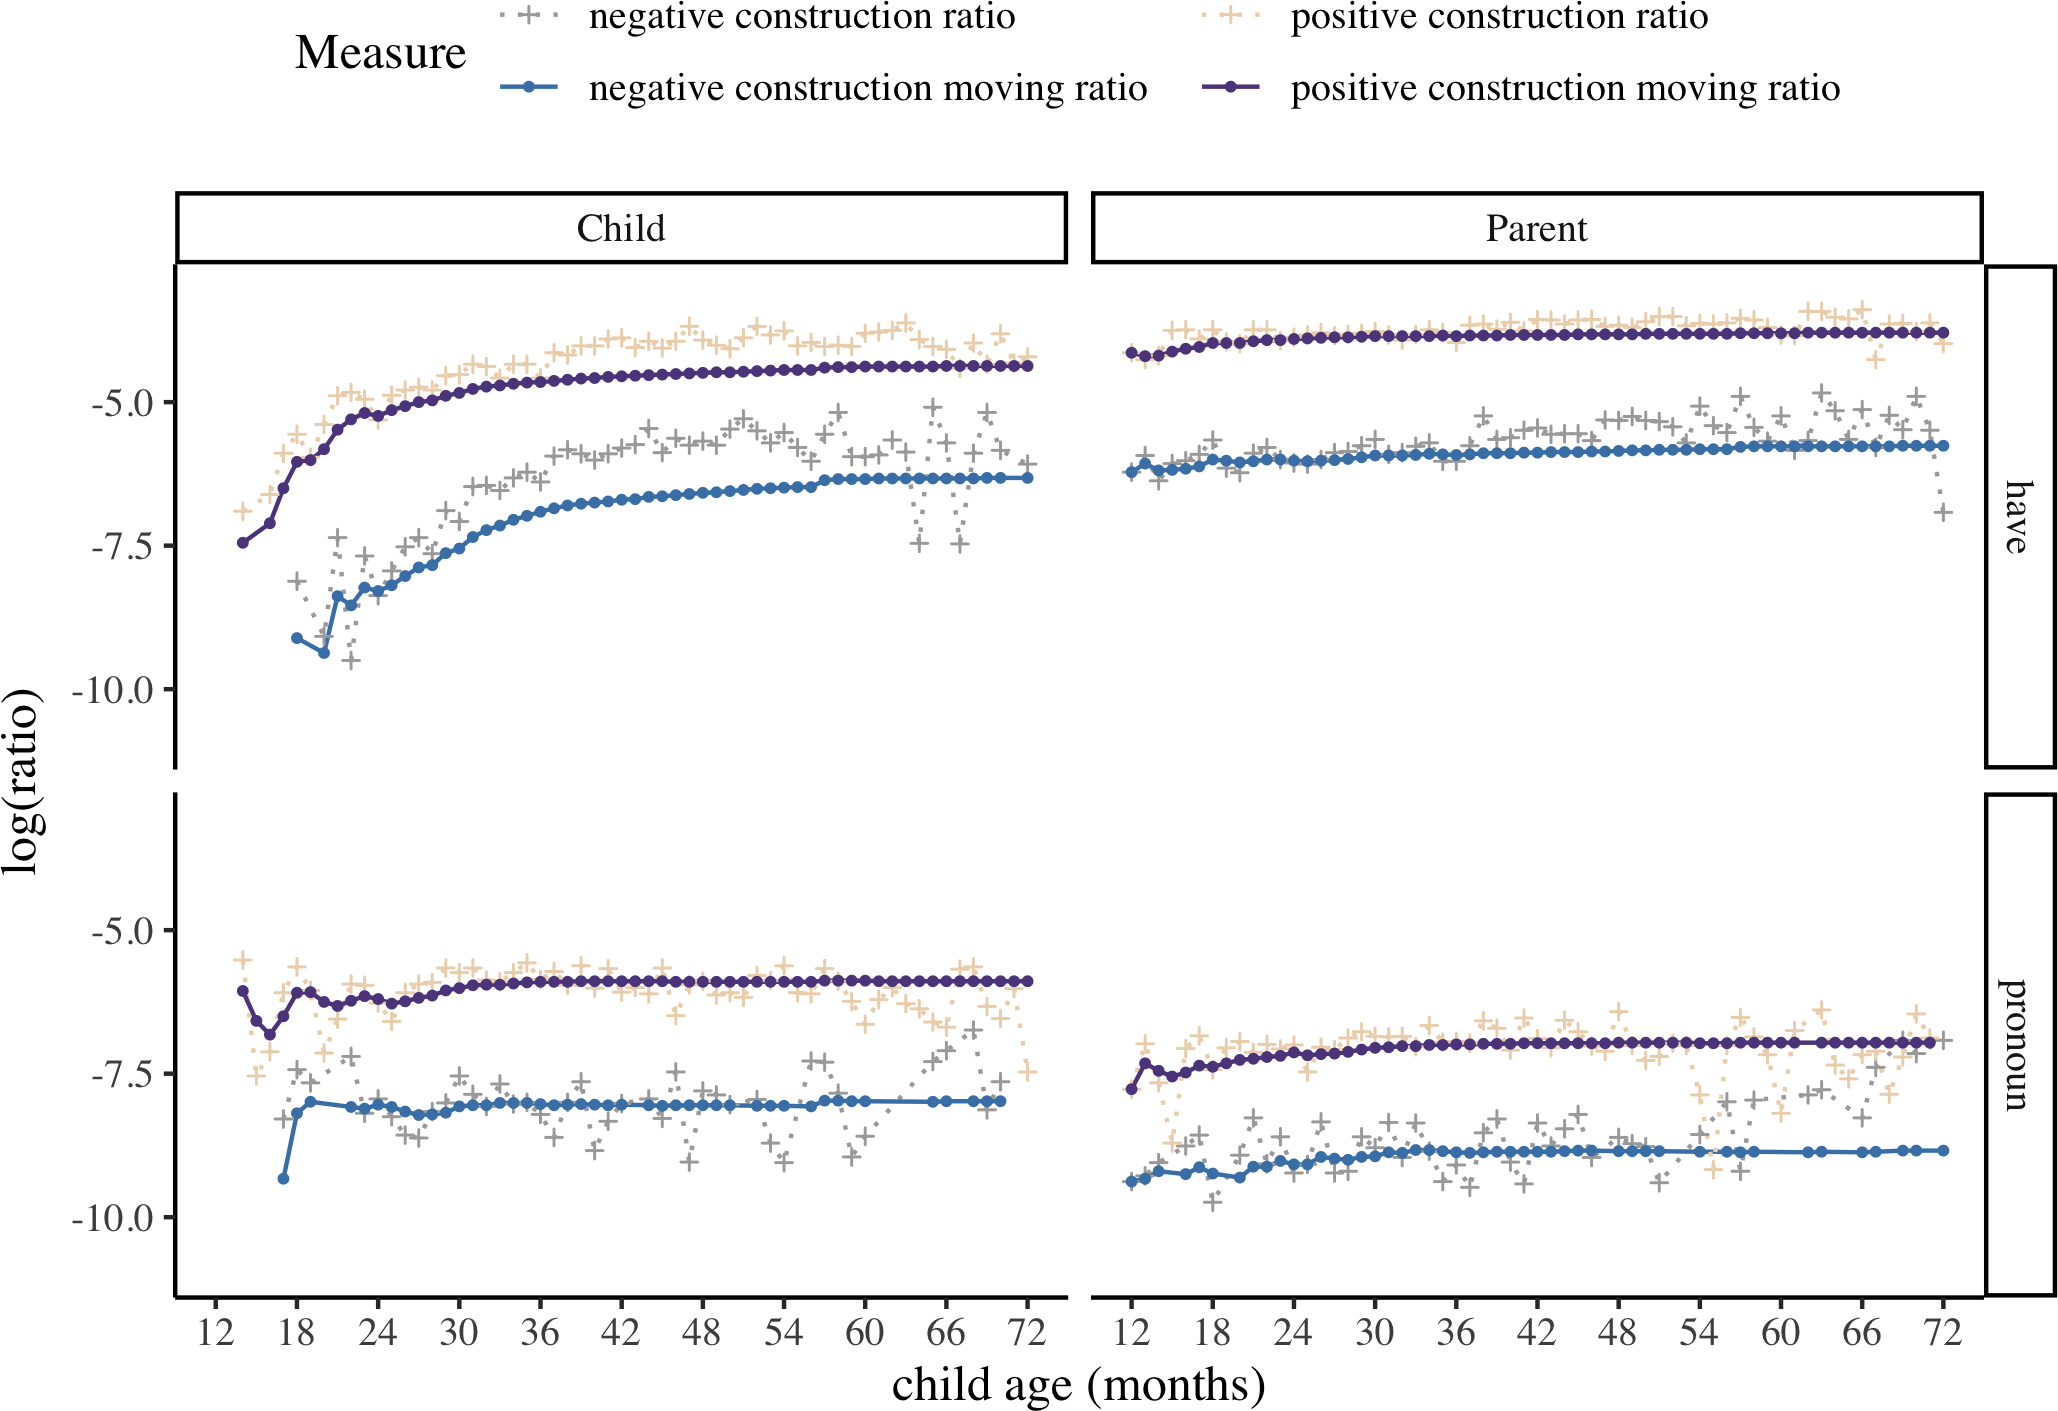 Measure
negative construction ratio
positive construction ratio
negative construction moving ratio
positive construction moving ratio
Child
Parent
-5.0
-7.5
-10.0
have
log(ratio)
-5.0
-7.5
-10.0
pronoun
12 18 24 30 36 42 48 54 60 66 72
12 18 24 30 36 42 48 54 60 66 72
child age (months)